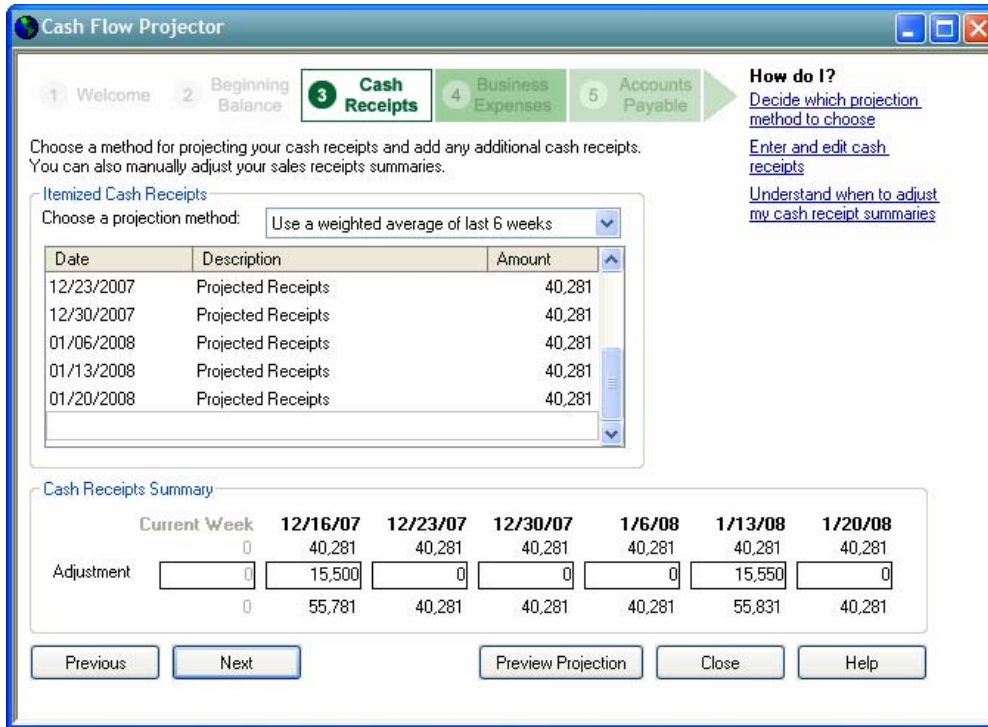 Cash Flow Projector
1 Welcome
2 Beginning Balance
3 Cash Receipts
4 Business Expenses
5 Accounts Payable
How do I?
Decide which projection
method to choose
Enter and edit cash
receipts
Understand when to adjust
my cash receipt summaries
Choose a method for projecting your cash receipts and add any additional cash receipts.
You can also manually adjust your sales receipts summaries.
Itemized Cash Receipts
Choose a projection method: Use a weighted average of last 6 weeks
Date Description Amount
12/23/2007 Projected Receipts 40,281
12/30/2007 Projected Receipts 40,281
01/06/2008 Projected Receipts 40,281
01/13/2008 Projected Receipts 40,281
01/20/2008 Projected Receipts 40,281
Cash Receipts Summary
Current Week 12/16/07 12/23/07 12/30/07 1/6/08 1/13/08 1/20/08
0 40,281 40,281 40,281 40,281 40,281 40,281
Adjustment 0 15,500 0 0 0 15,550 0
0 55,781 40,281 40,281 40,281 55,831 40,281
Previous Next Preview Projection Close Help